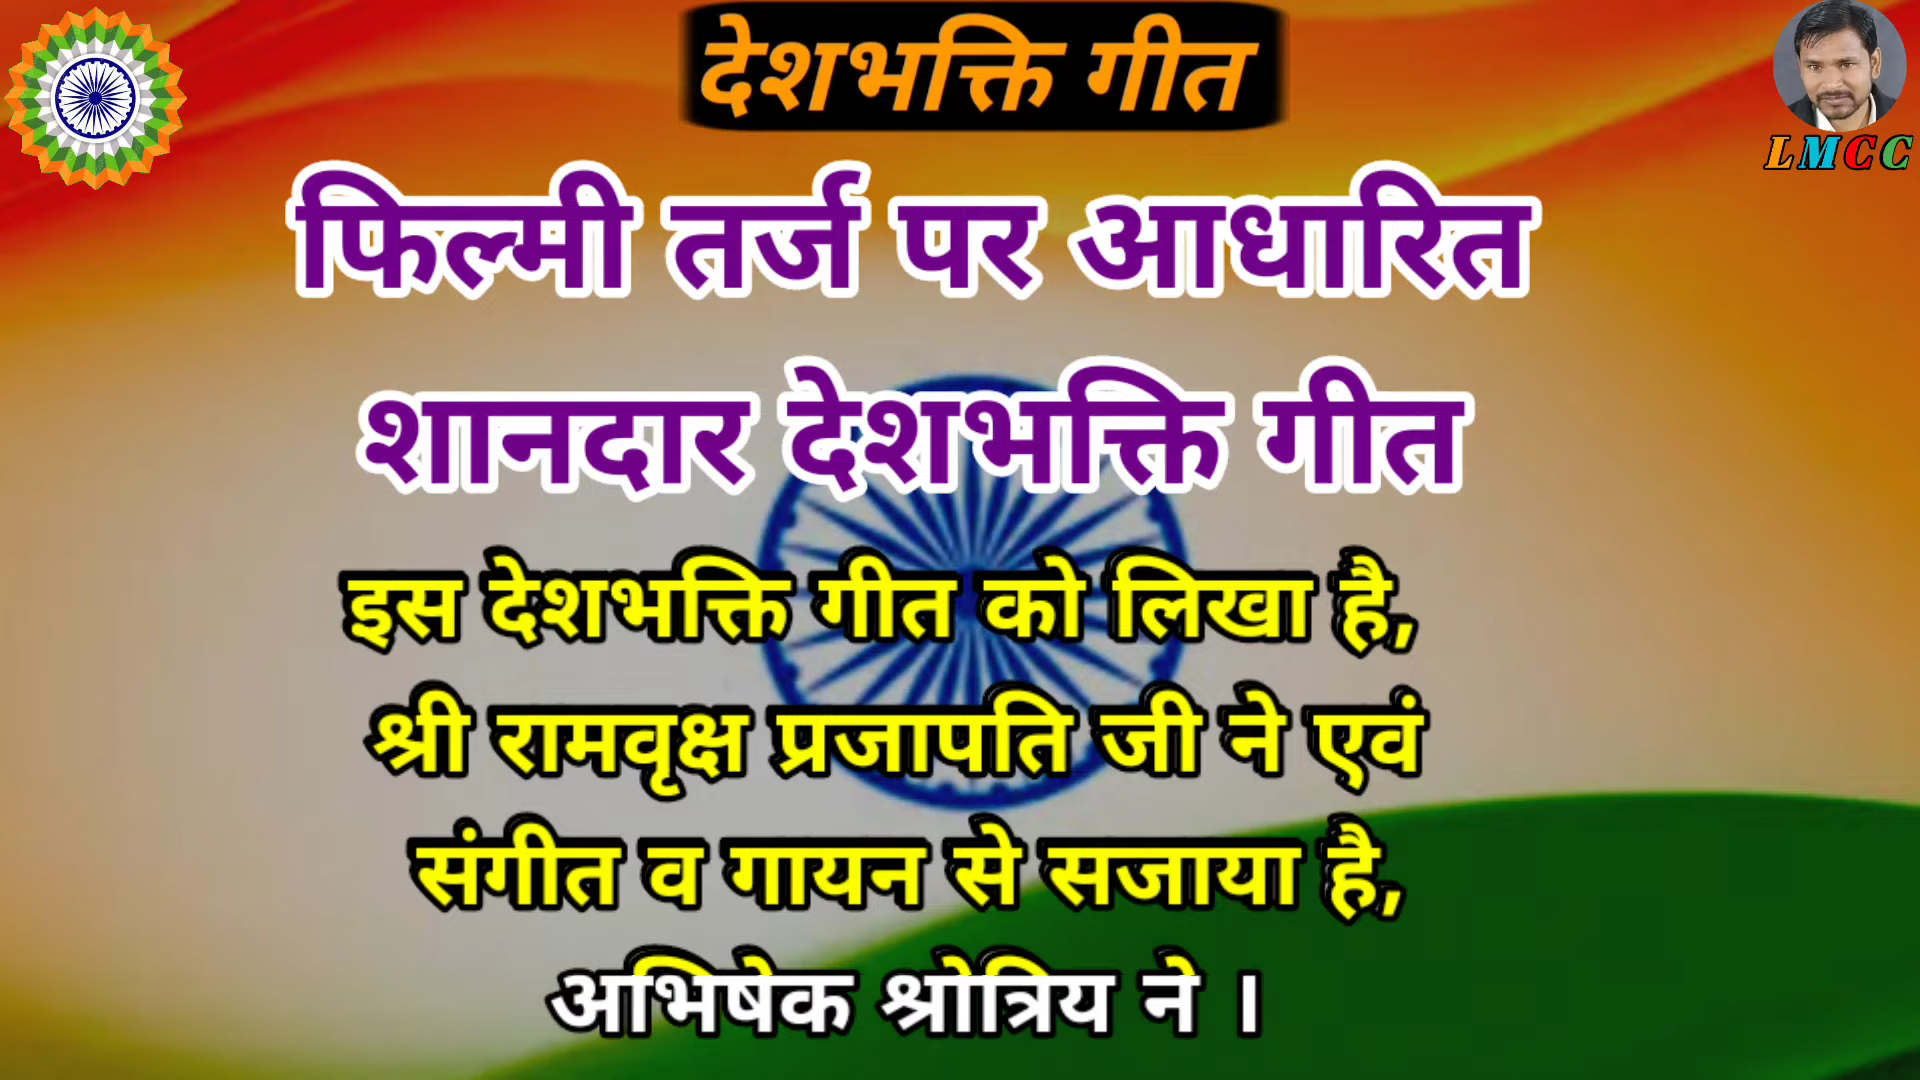 देशभक्ति गीत
LMCC
फिल्मी तर्ज पर आधारित
शानदार देशभक्ति गीत
इस देशभक्ति गीत को लिखा है,
श्री रामवृक्ष प्रजापति जी ने एवं
संगीत व गायन से सजाया है,
अभिषेक श्रोत्रिय ने ।